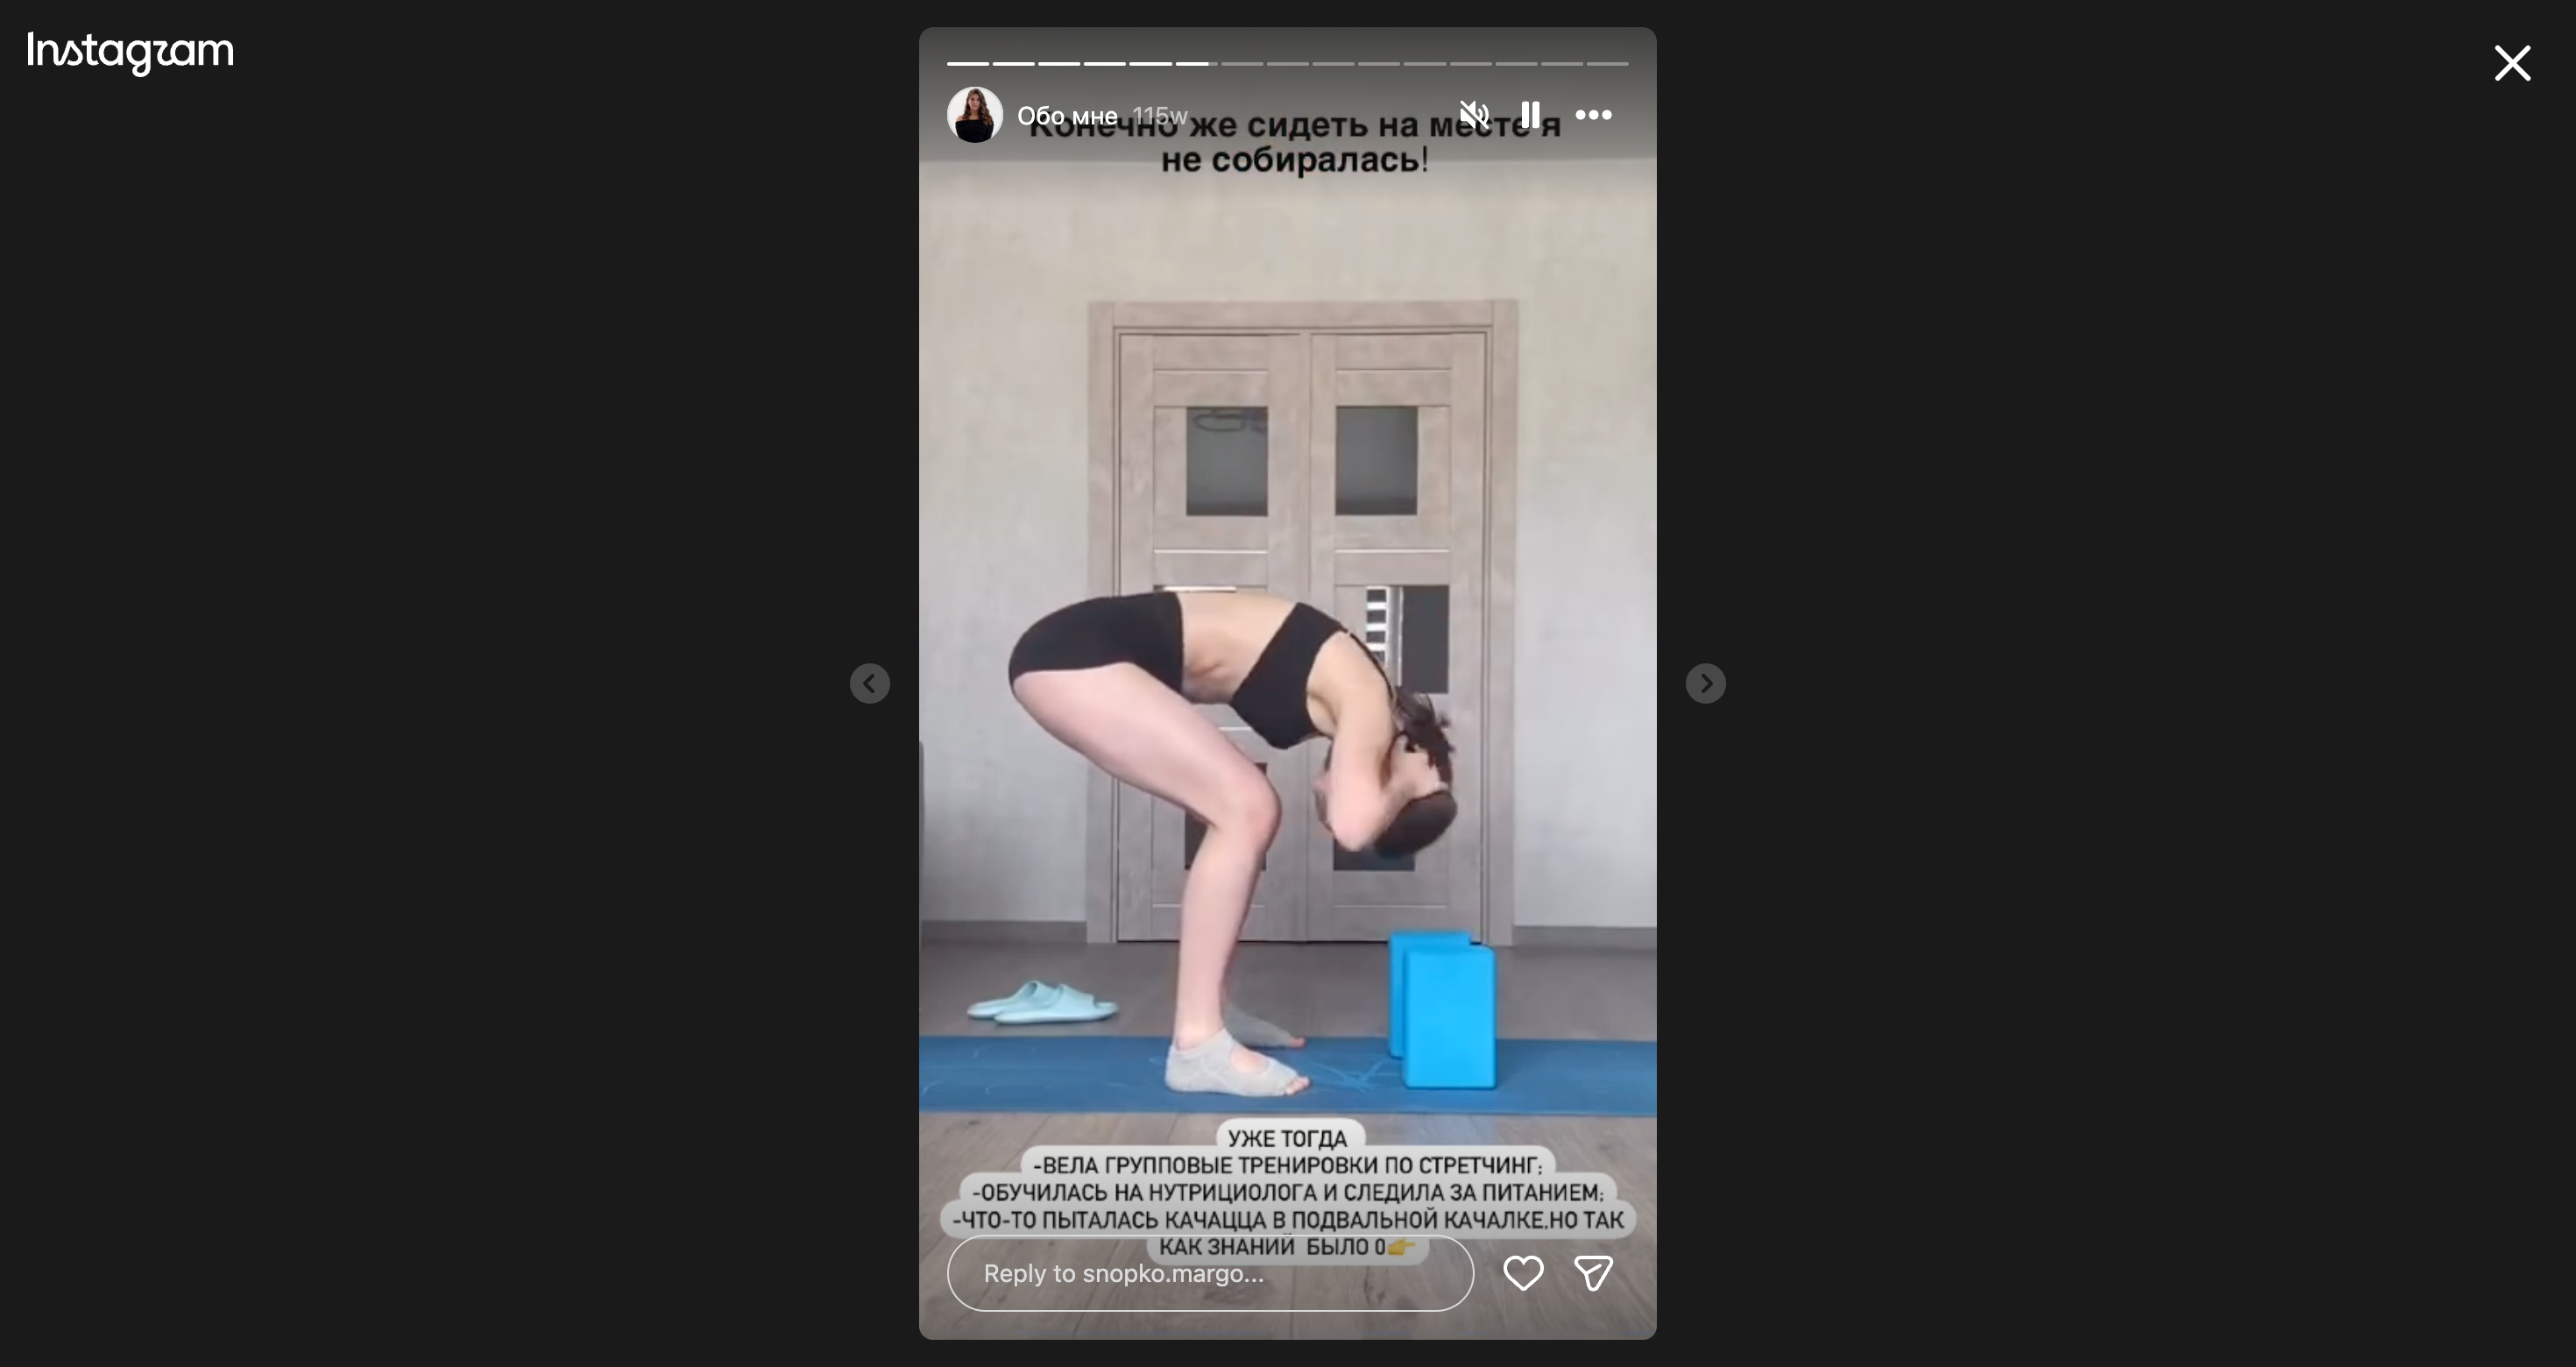 Instagram
Обо мне 115w
Конечно же сидеть на месте я
не собиралась!
УЖЕ ТОГДА
-ВЕЛА ГРУППОВЫЕ ТРЕНИРОВКИ ПО СТРЕТЧИНГ;
-ОБУЧИЛАСЬ НА НУТРИЦИОЛОГА И СЛЕДИЛА ЗА ПИТАНИЕМ;
-ЧТО-ТО ПЫТАЛАСЬ КАЧАЦЦА В ПОДВАЛЬНОЙ КАЧАЛКЕ,НО ТАК
КАК ЗНАНИЙ БЫЛО 0👉
Reply to snopko.margo...